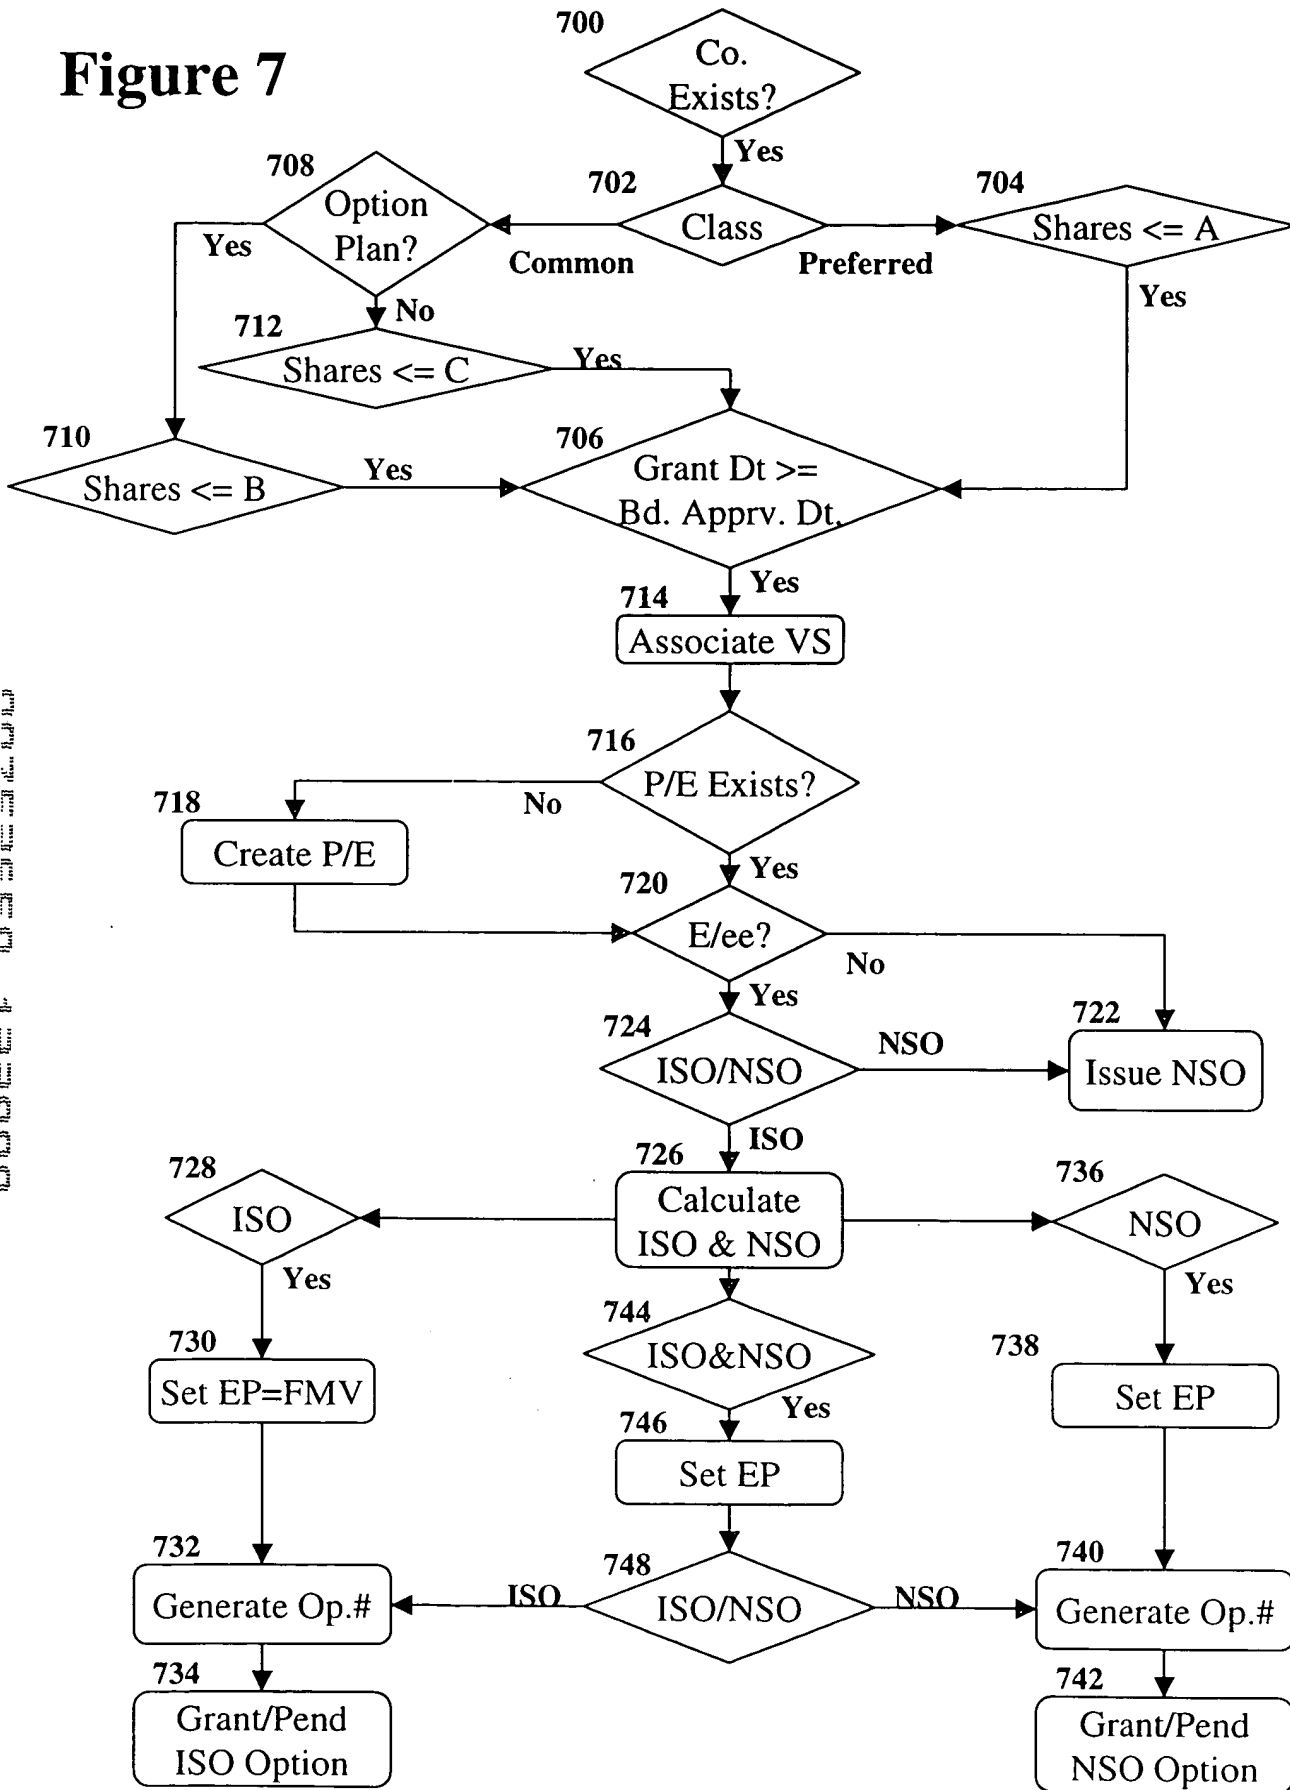 Figure 7
700
Co.
Exists?
Yes
708
Option
Plan?
Yes
No
702
Class
Common
Preferred
704
Shares <= A
Yes
712
Shares <= C
Yes
710
Shares <= B
Yes
706
Grant Dt >=
Bd. Apprv. Dt.
Yes
714
Associate VS
716
P/E Exists?
No
Yes
718
Create P/E
720
E/ee?
No
Yes
724
ISO/NSO
NSO
722
Issue NSO
ISO
726
Calculate
ISO & NSO
728
ISO
Yes
736
NSO
Yes
744
ISO&NSO
Yes
730
Set EP=FMV
738
Set EP
746
Set EP
732
Generate Op.#
748
ISO/NSO
ISO
NSO
740
Generate Op.#
734
Grant/Pend
ISO Option
742
Grant/Pend
NSO Option